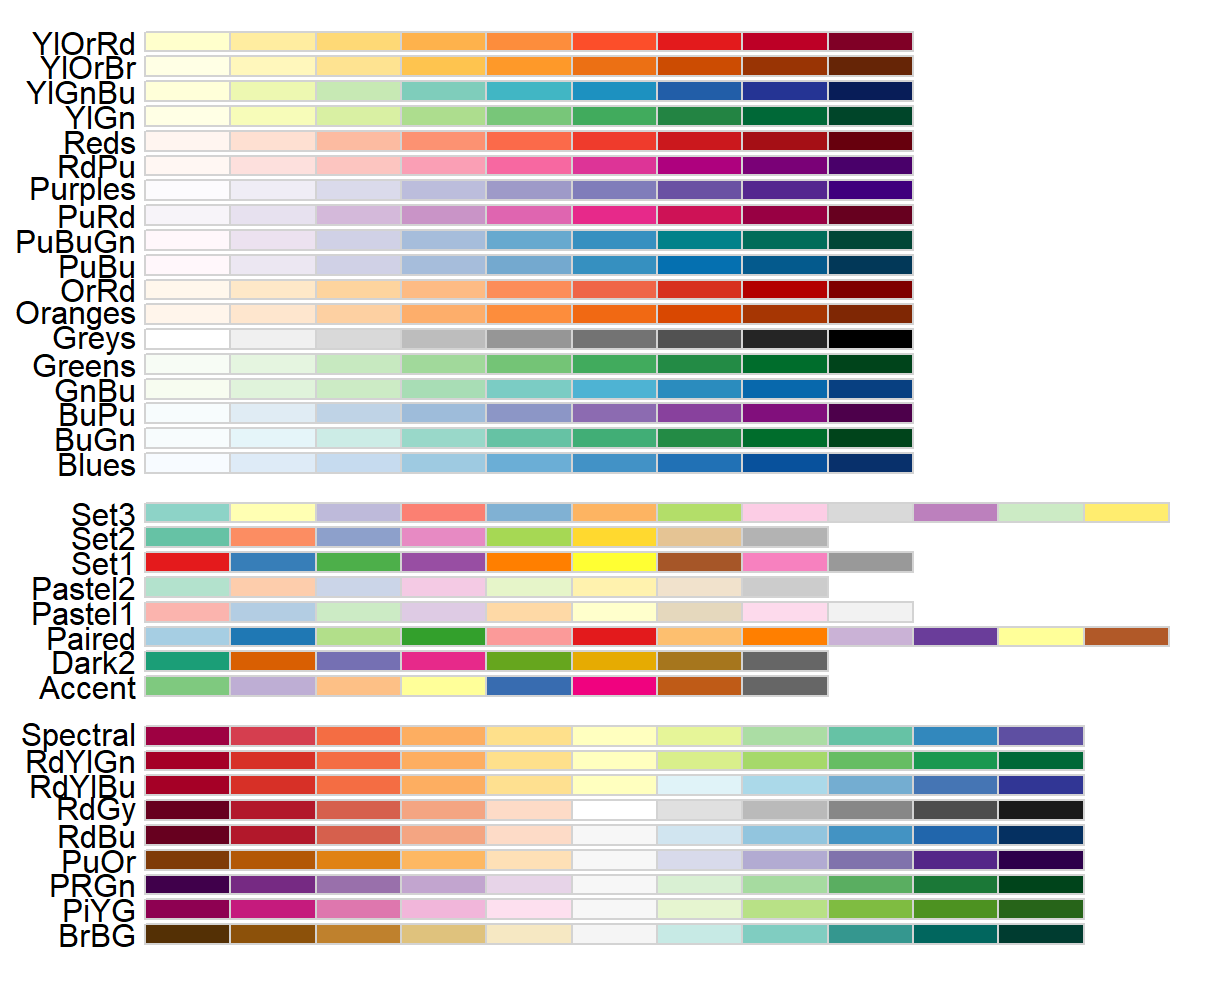 YlOrRd
YlOrBr
YlGnBu
YlGn
Reds
RdPu
Purples
PuRd
PuBuGn
PuBu
OrRd
Oranges
Greys
Greens
GnBu
BuPu
BuGn
Blues
Set3
Set2
Set1
Pastel2
Pastel1
Paired
Dark2
Accent
Spectral
RdYlGn
RdYlBu
RdGy
RdBu
PuOr
PRGn
PiYG
BrBG